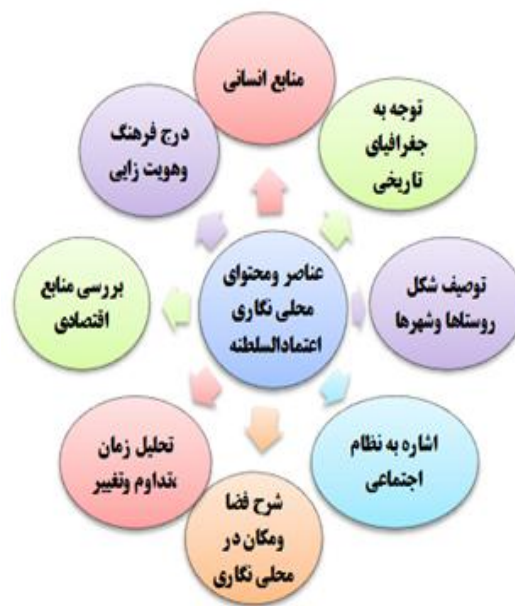 منابع انسانی
توجه به
جغرافیای
تاریخی
درج فرهنگ
وهویت زایی
عناصر ومحتوای
محلی نگاری
اعتمادالسلطنه
توصیف شکل
روستاها وشهرها
بررسی منابع
اقتصادی
اشاره به نظام
اجتماعی
تحلیل زمان
،تداوم وتغییر
شرح فضا
ومکان در
محلی نگاری